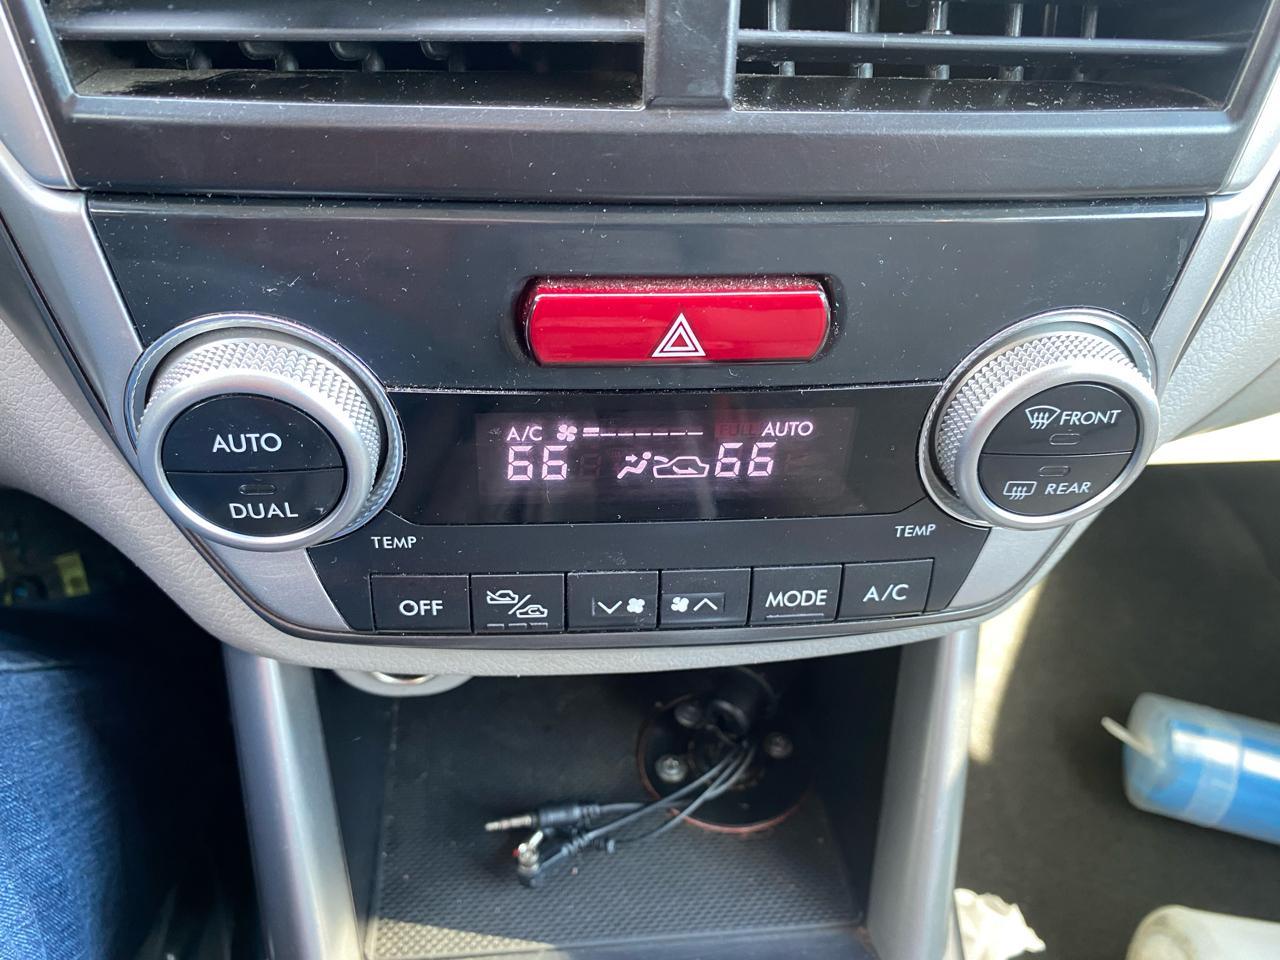 A/C AUTO
66 66
AUTO
DUAL
FRONT
REAR
TEMP
TEMP
OFF
MODE
A/C